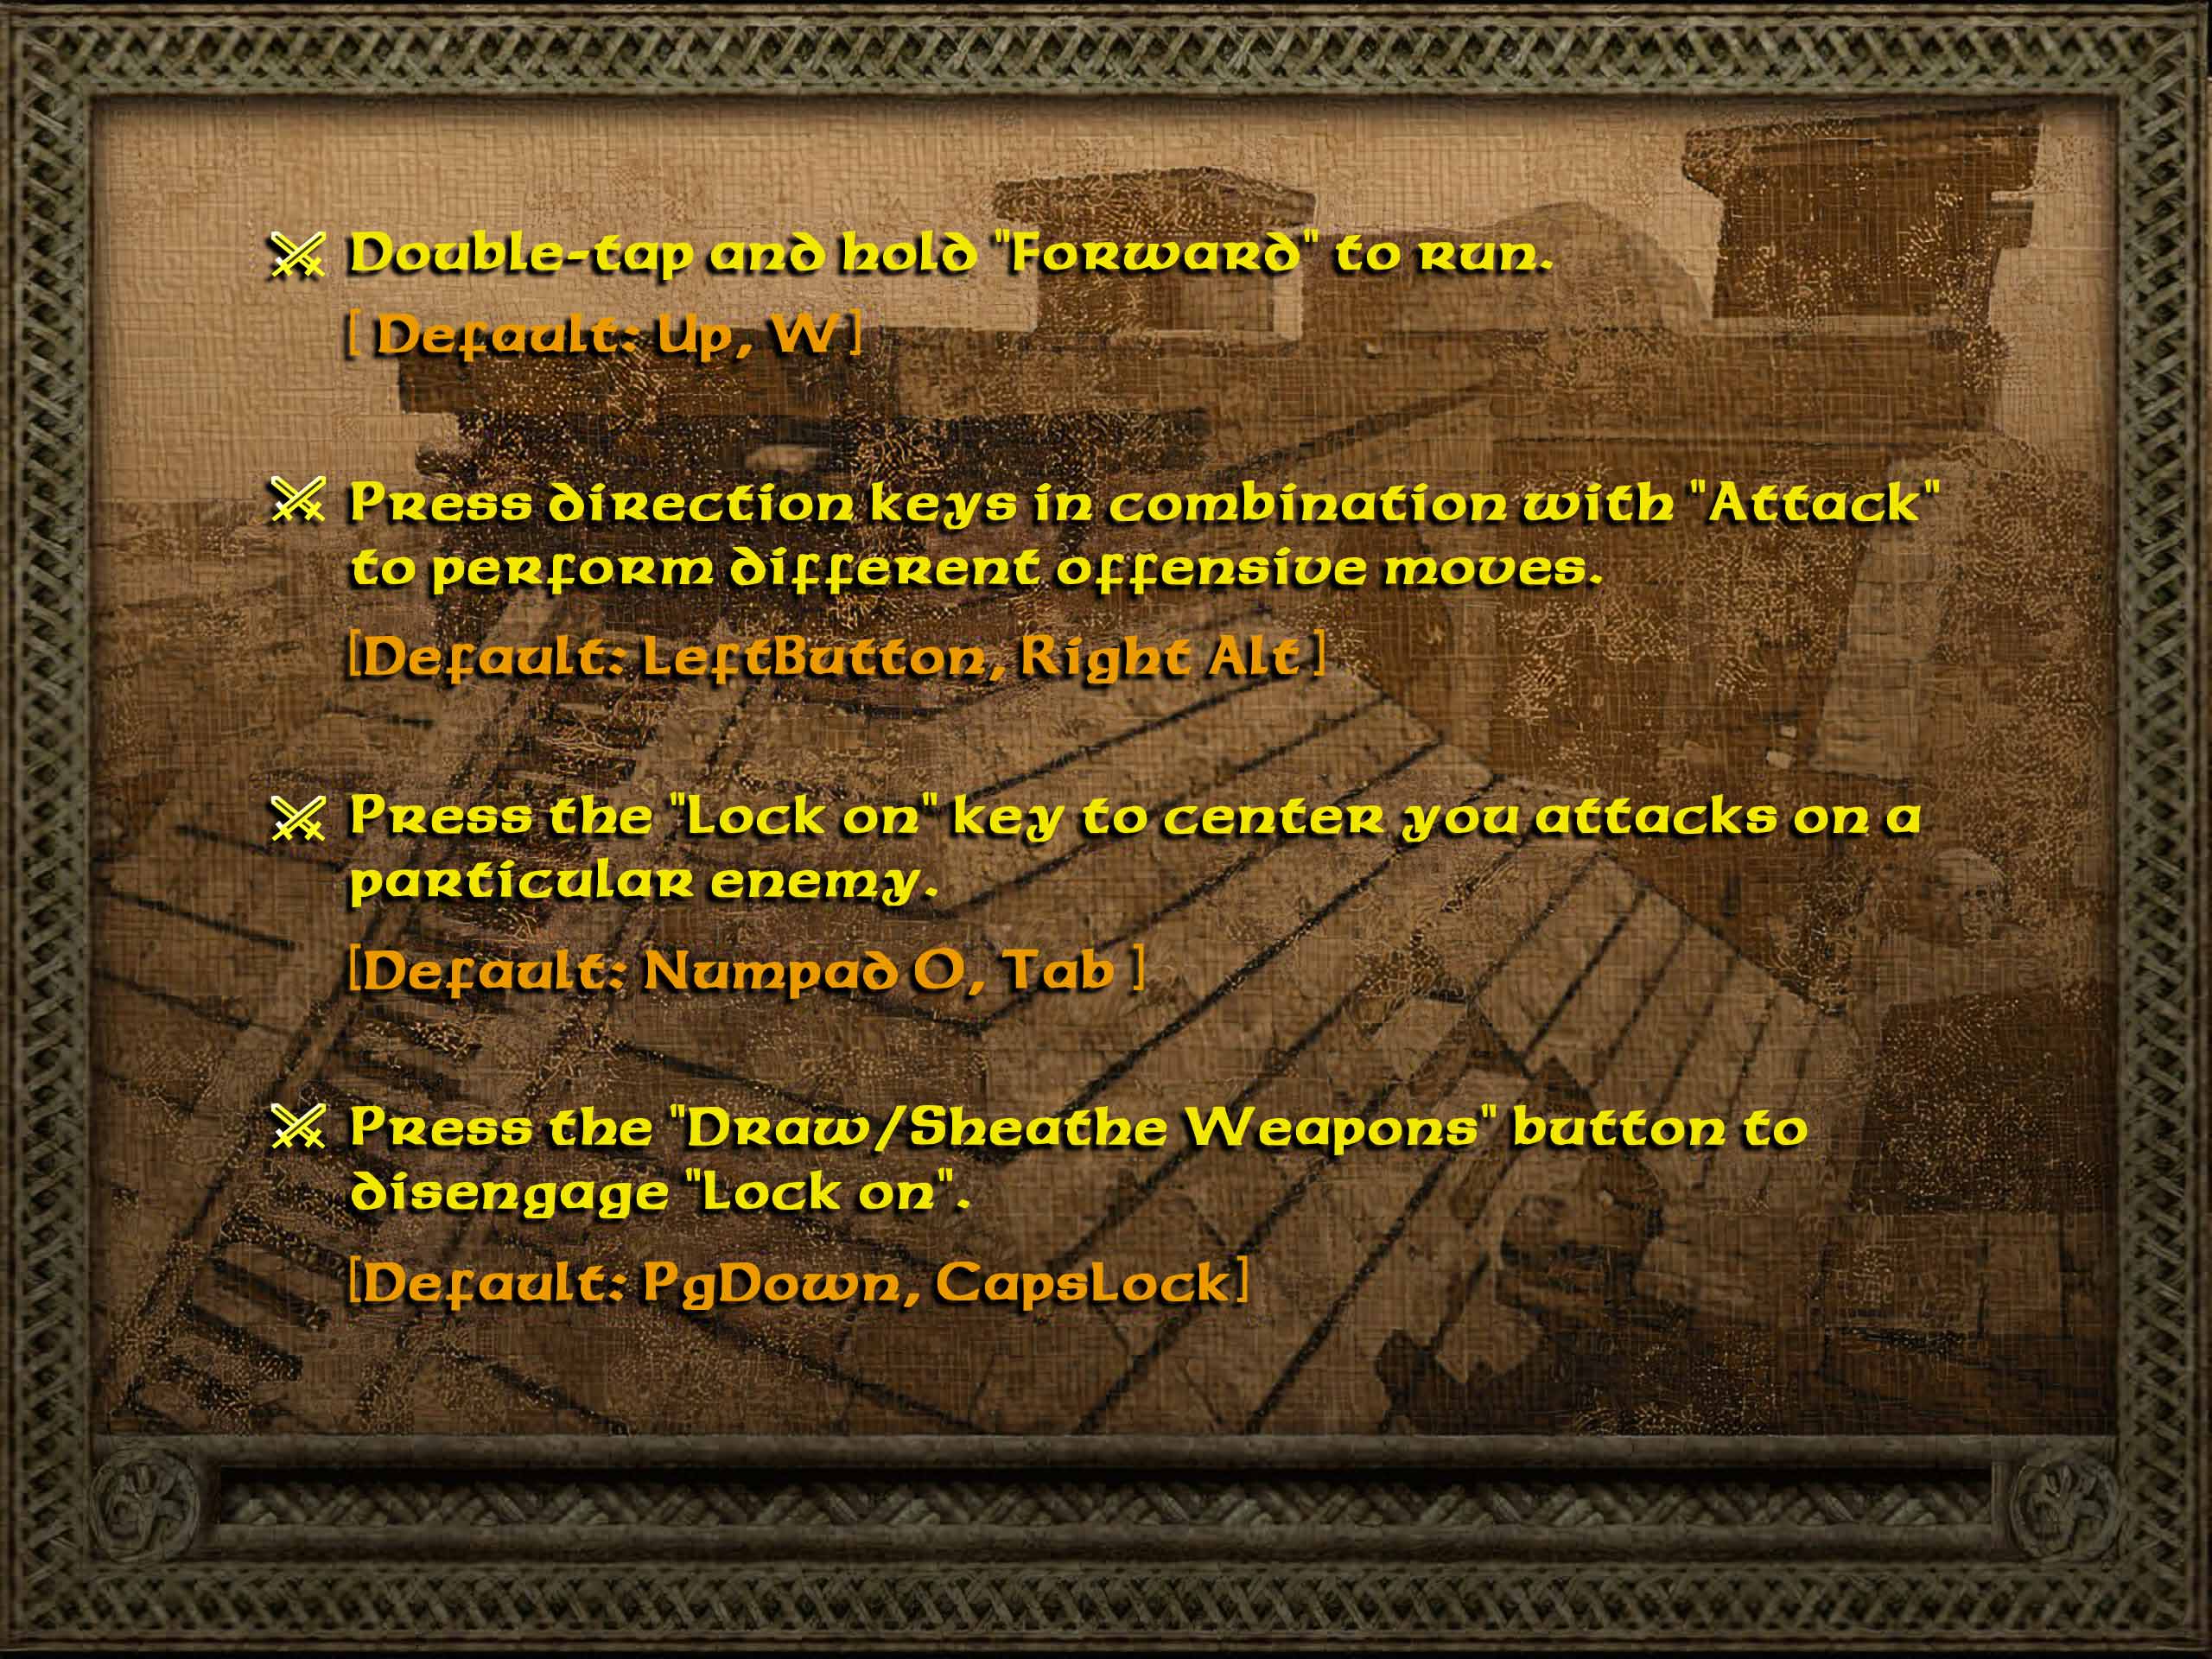 Double-tap and hold "Forward" to run.
[ Default: Up, W ]
Press direction keys in combination with "Attack"
to perform different offensive moves.
[Default: LeftButton, Right Alt ]
Press the "Lock on" key to center you attacks on a
particular enemy.
[Default: Numpad 0, Tab ]
Press the "Draw/Sheathe Weapons" button to
disengage "Lock on".
[Default: PgDown, CapsLock]